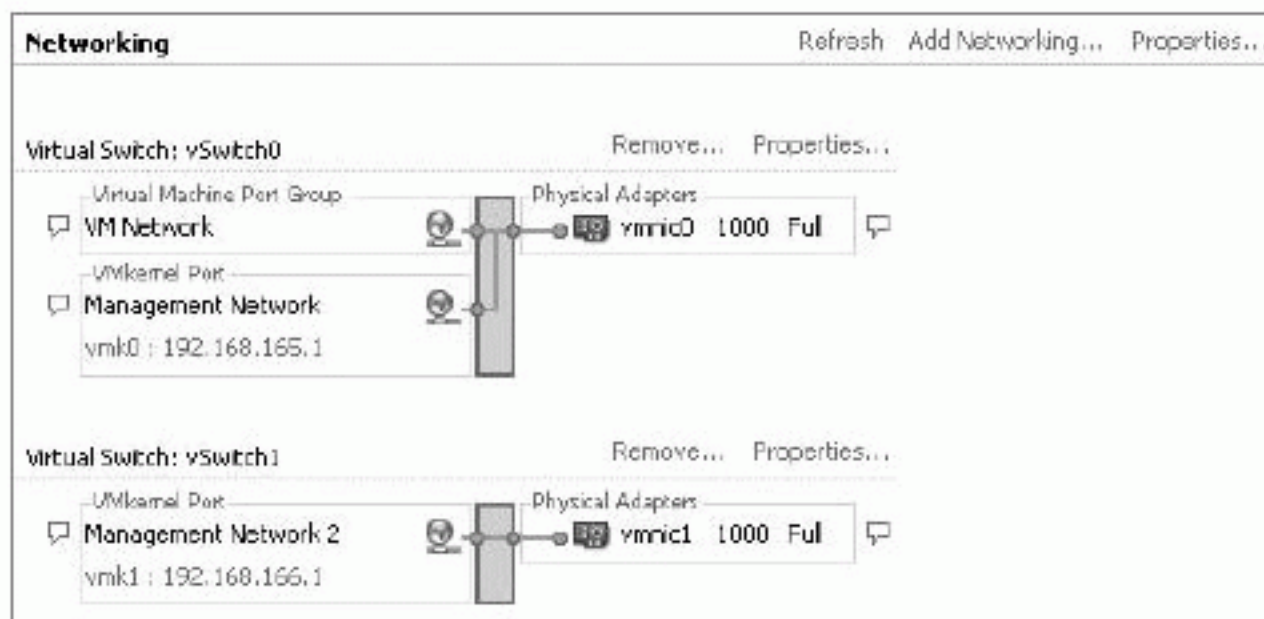 Networking Refresh Add Networking... Properties...
Virtual Switch: vSwitch0 Remove... Properties...
Virtual Machine Port Group Physical Adapters
VM Network vmnic0 1000 Full
VMkernel Port
Management Network
vmk0 : 192.168.165.1
Virtual Switch: vSwitch1 Remove... Properties...
VMkernel Port Physical Adapters
Management Network 2 vmnic1 1000 Full
vmk1 : 192.168.166.1